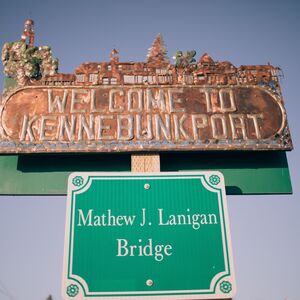 WELCOME TO
KENNEBUNKPORT
Mathew J. Lanigan
Bridge